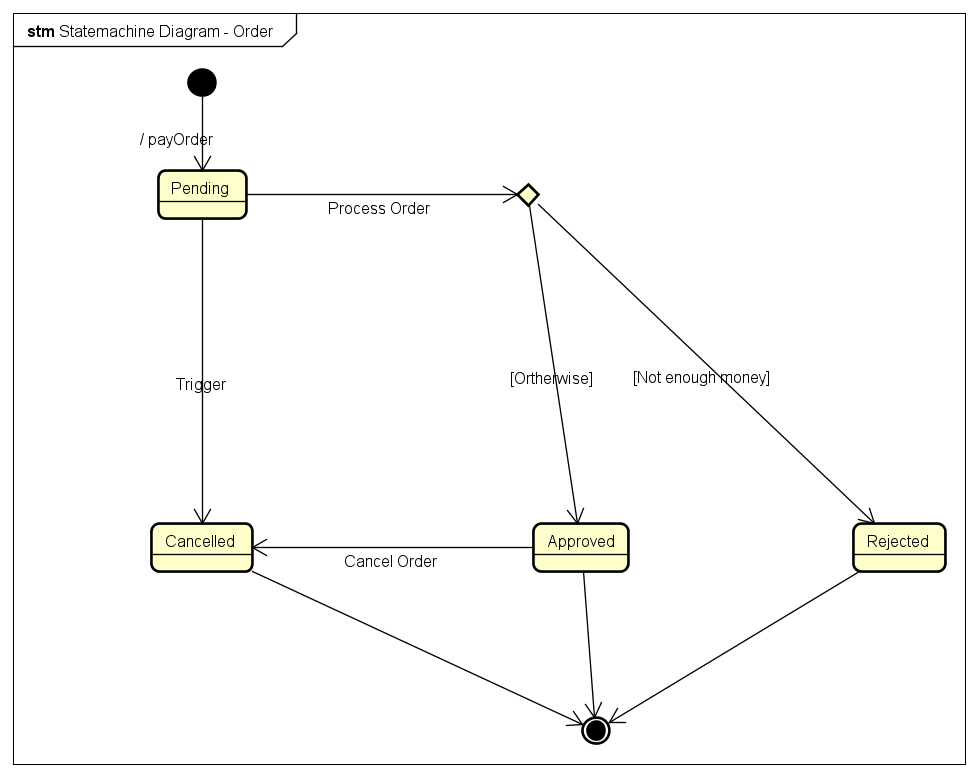 stm Statemachine Diagram - Order
/ payOrder
Pending
Process Order
Trigger
[Ortherwise]
[Not enough money]
Cancelled
Cancel Order
Approved
Rejected